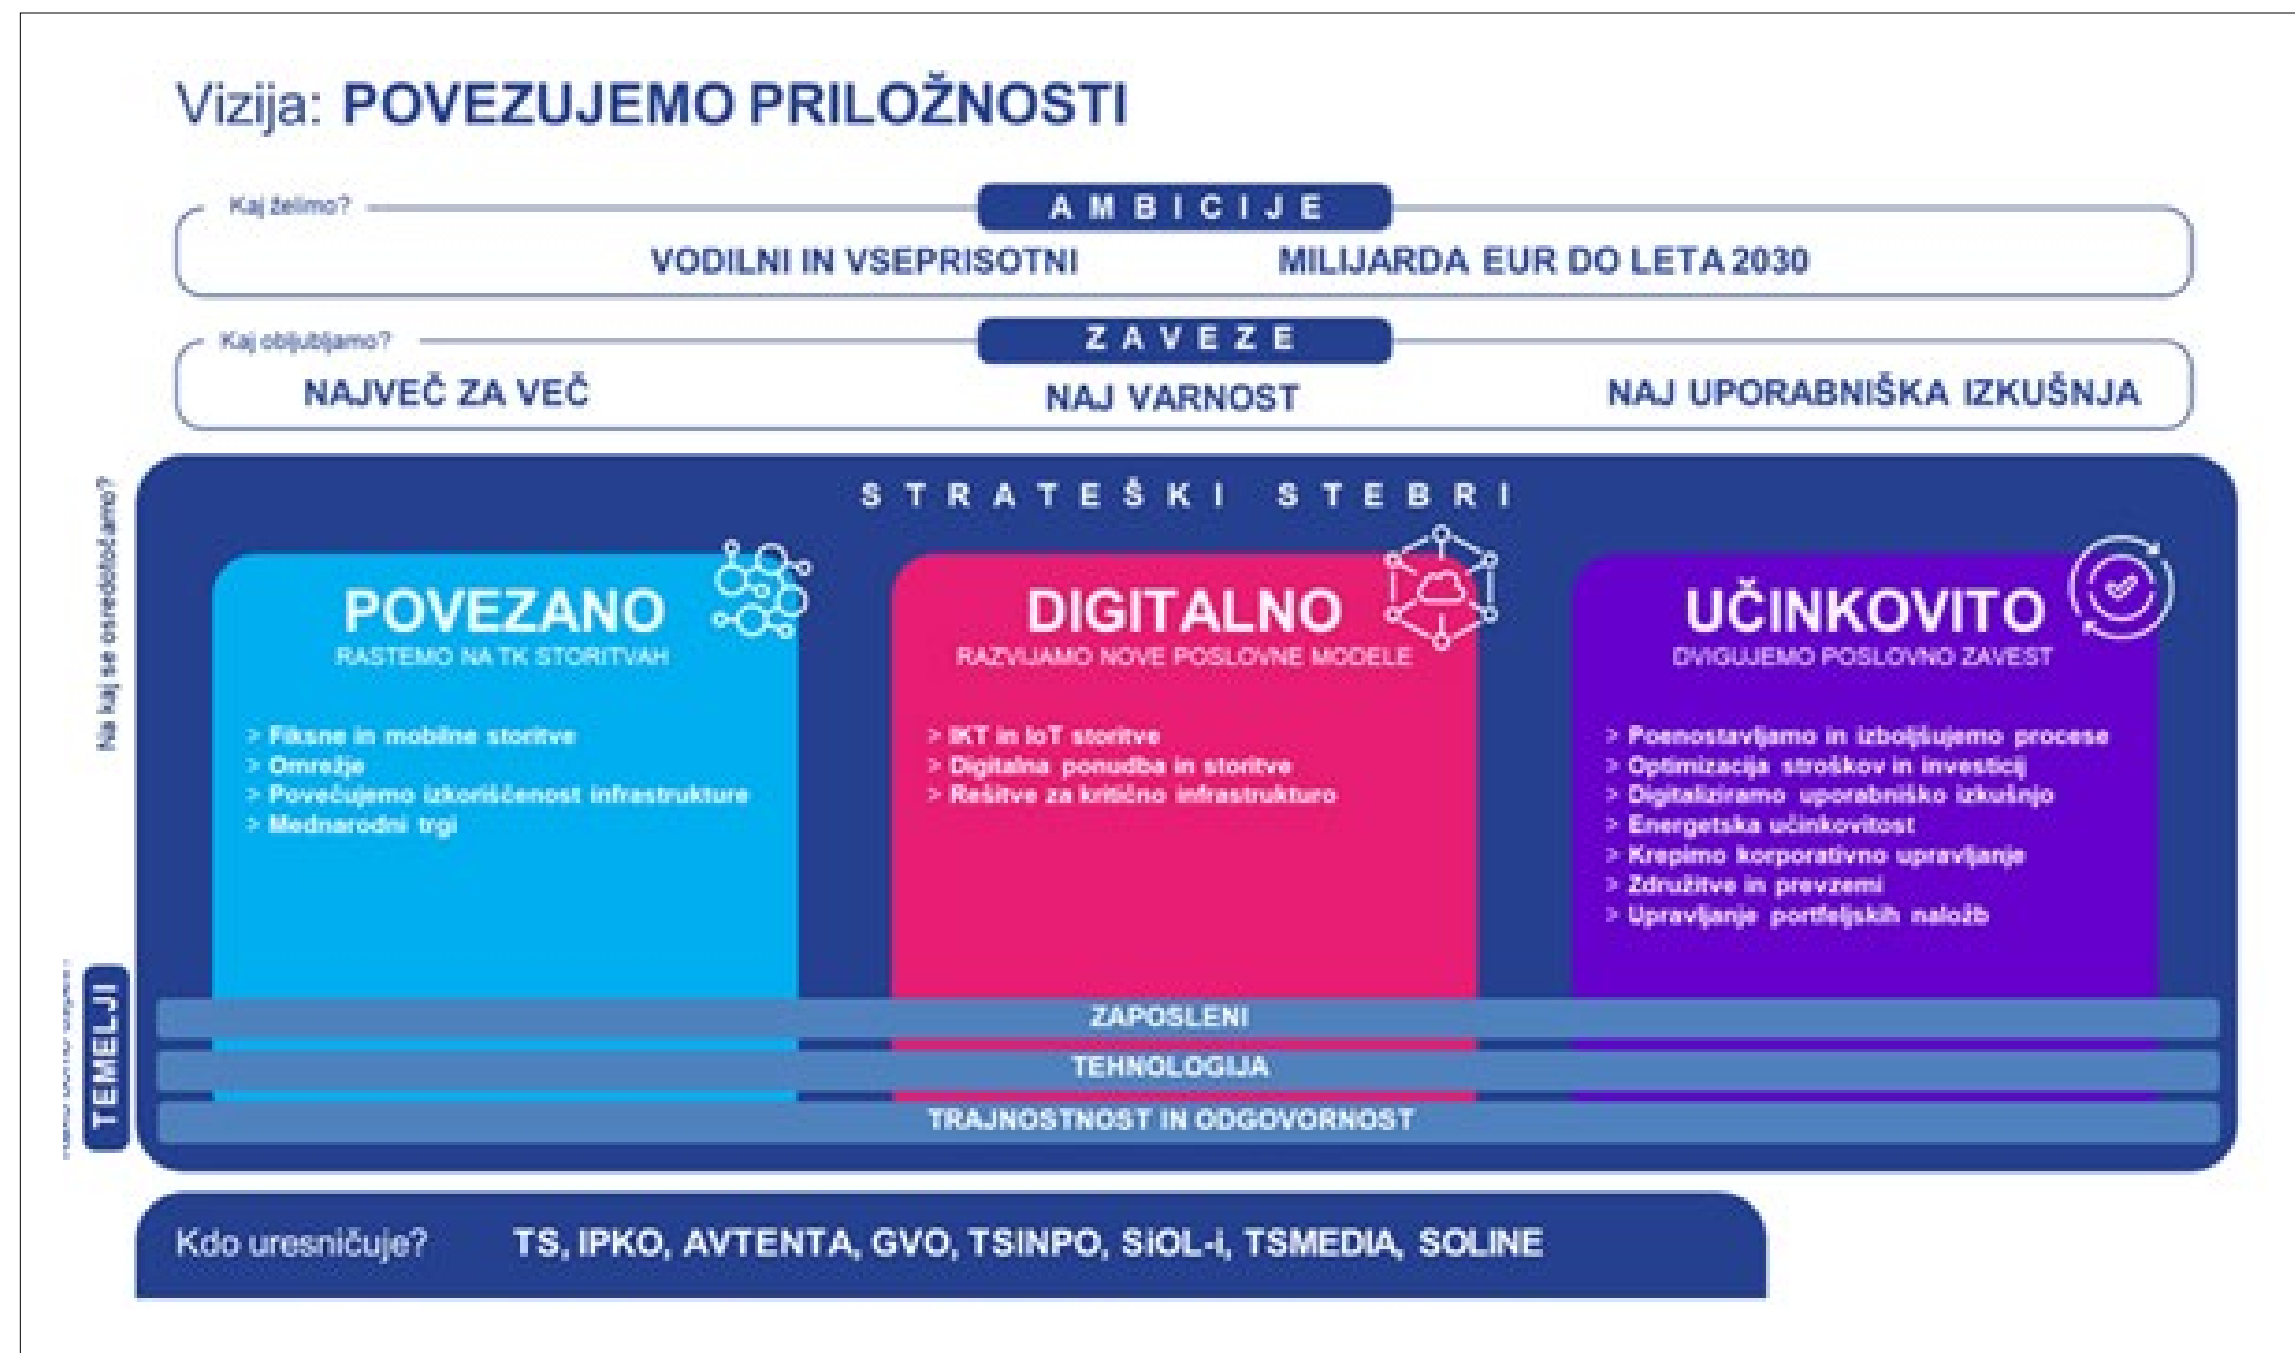 Vizija: POVEZUJEMO PRILOŽNOSTI
Kaj želimo?
AMBICIJE
VODILNI IN VSEPRISOTNI
MILIJARDA EUR DO LETA 2030
Kaj obljubljamo?
ZAVEZE
NAJVEČ ZA VEČ
NAJ VARNOST
NAJ UPORABNIŠKA IZKUŠNJA
Na kaj se osredotočamo?
STRATEŠKI STEBRI
POVEZANO
RASTEMO NA TK STORITVAH
> Fiksne in mobilne storitve
> Omrežje
> Povečujemo izkoriščenost infrastrukture
> Mednarodni trgi
DIGITALNO
RAZVIJAMO NOVE POSLOVNE MODELE
> IKT in IoT storitve
> Digitalna ponudba in storitve
> Rešitve za kritično infrastrukturo
UČINKOVITO
DVIGUJEMO POSLOVNO ZAVEST
> Poenostavljamo in izboljšujemo procese
> Optimizacija stroškov in investicij
> Digitaliziramo uporabniško izkušnjo
> Energetska učinkovitost
> Krepimo korporativno upravljanje
> Združitve in prevzemi
> Upravljanje portfeljskih naložb
TEMELJI
ZAPOSLENI
TEHNOLOGIJA
TRAJNOSTNOST IN ODGOVORNOST
Kdo uresničuje?
TS, IPKO, AVTENTA, GVO, TSINPO, SiOL-i, TSMEDIA, SOLINE